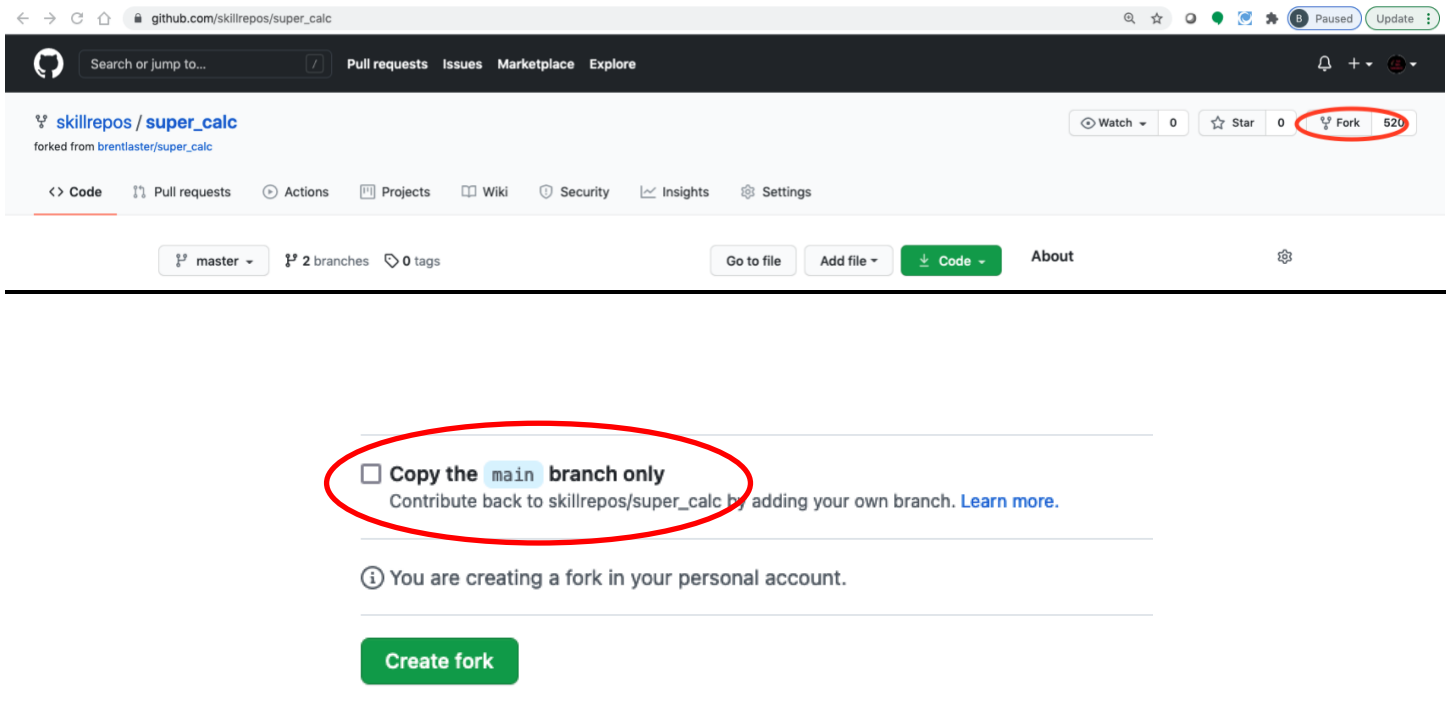 github.com/skillrepos/super_calc Paused Update
B
Search or jump to... / Pull requests Issues Marketplace Explore
skillrepos / super_calc Watch 0 Star 0 Fork 520
forked from brentlaster/super_calc
<> Code Pull requests Actions Projects Wiki Security Insights Settings
master 2 branches 0 tags Go to file Add file Code About
Copy the main branch only
Contribute back to skillrepos/super_calc by adding your own branch. Learn more.
You are creating a fork in your personal account.
Create fork